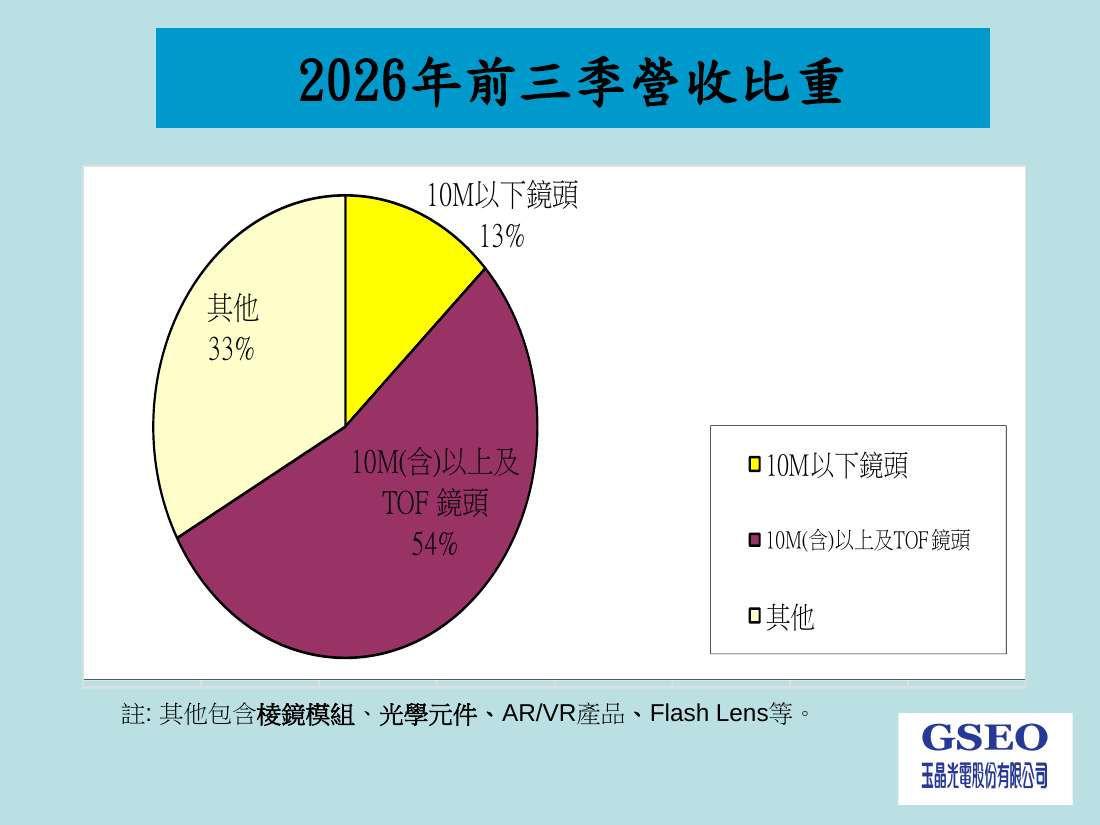 2026年前三季營收比重
10M以下鏡頭
13%
其他
33%
10M(含)以上及
TOF 鏡頭
54%
10M以下鏡頭
10M(含)以上及TOF鏡頭
其他
註: 其他包含棱鏡模組、光學元件、AR/VR產品、Flash Lens等。
GSEO
玉晶光電股份有限公司